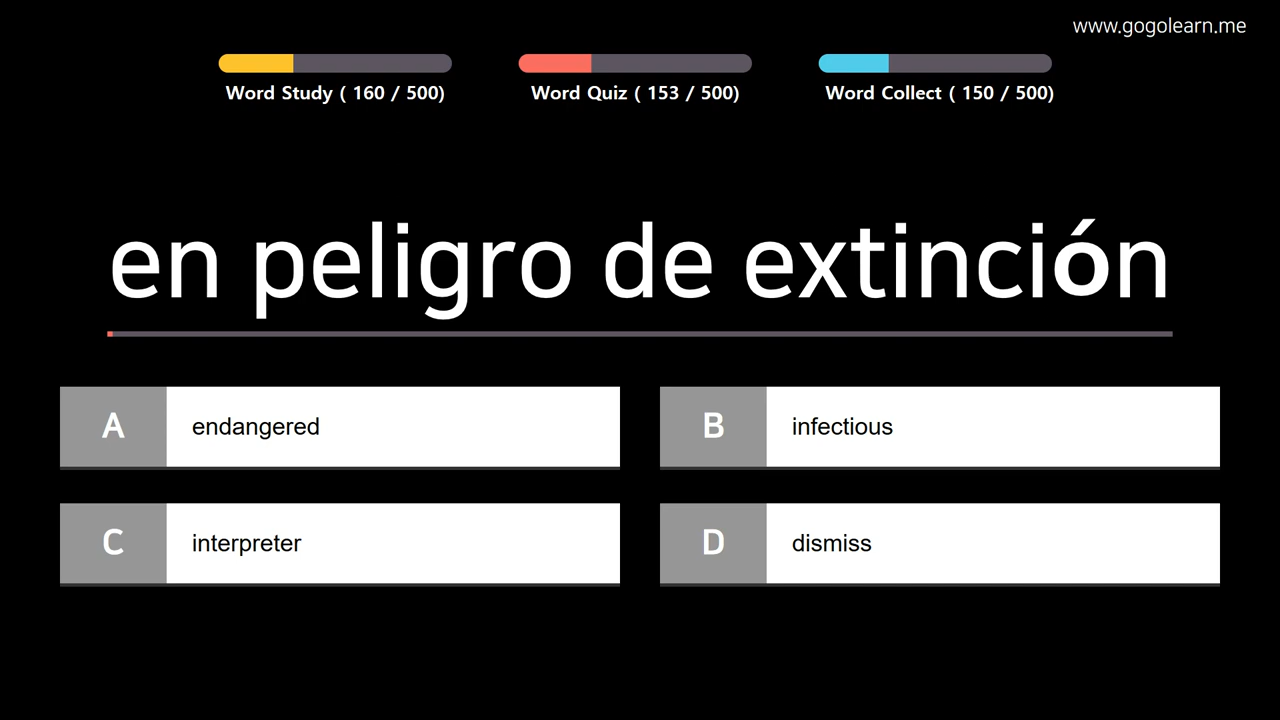 www.gogolearn.me
Word Study ( 160 / 500)
Word Quiz ( 153 / 500)
Word Collect ( 150 / 500)
en peligro de extinción
A endangered
B infectious
C interpreter
D dismiss